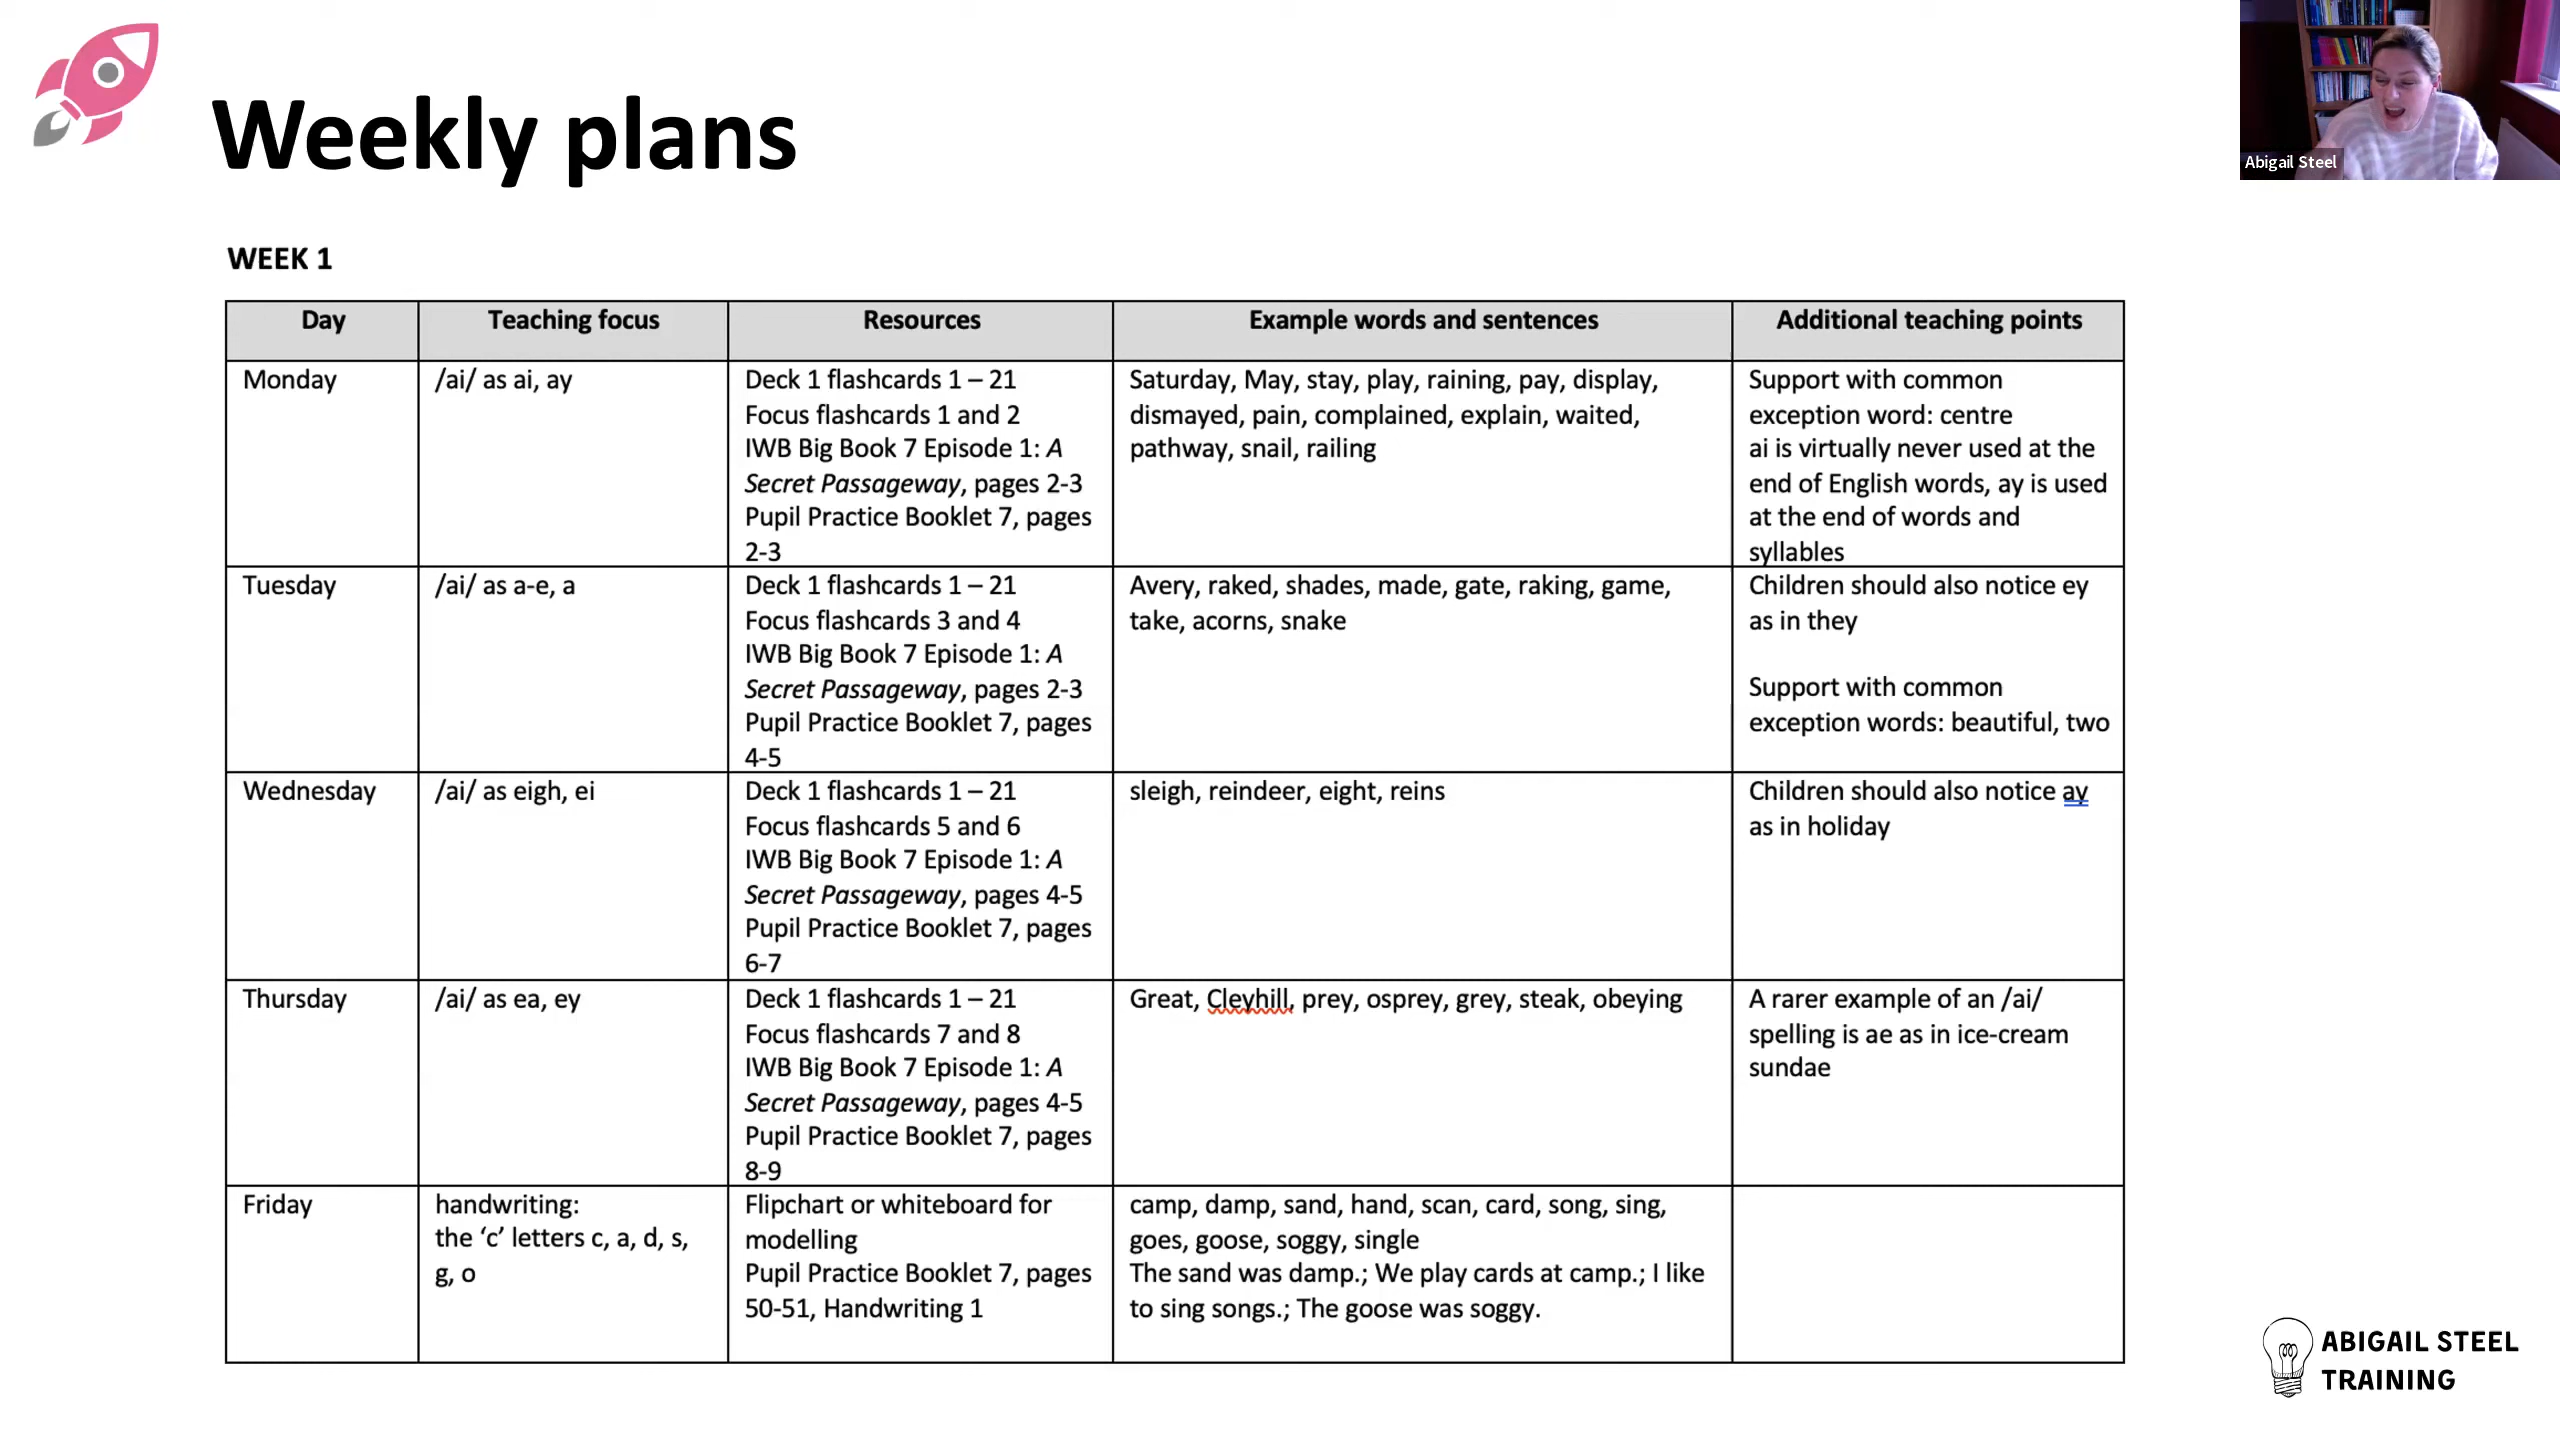 Weekly plans
Abigail Steel
WEEK 1
Day
Teaching focus
Resources
Example words and sentences
Additional teaching points
Monday
/ai/ as ai, ay
Deck 1 flashcards 1 – 21
Focus flashcards 1 and 2
IWB Big Book 7 Episode 1: A
Secret Passageway, pages 2-3
Pupil Practice Booklet 7, pages
2-3
Saturday, May, stay, play, raining, pay, display,
dismayed, pain, complained, explain, waited,
pathway, snail, railing
Support with common
exception word: centre
ai is virtually never used at the
end of English words, ay is used
at the end of words and
syllables
Tuesday
/ai/ as a-e, a
Deck 1 flashcards 1 – 21
Focus flashcards 3 and 4
IWB Big Book 7 Episode 1: A
Secret Passageway, pages 2-3
Pupil Practice Booklet 7, pages
4-5
Avery, raked, shades, made, gate, raking, game,
take, acorns, snake
Children should also notice ey
as in they
Support with common
exception words: beautiful, two
Wednesday
/ai/ as eigh, ei
Deck 1 flashcards 1 – 21
Focus flashcards 5 and 6
IWB Big Book 7 Episode 1: A
Secret Passageway, pages 4-5
Pupil Practice Booklet 7, pages
6-7
sleigh, reindeer, eight, reins
Children should also notice ay
as in holiday
Thursday
/ai/ as ea, ey
Deck 1 flashcards 1 – 21
Focus flashcards 7 and 8
IWB Big Book 7 Episode 1: A
Secret Passageway, pages 4-5
Pupil Practice Booklet 7, pages
8-9
Great, Cleyhill, prey, osprey, grey, steak, obeying
A rarer example of an /ai/
spelling is ae as in ice-cream
sundae
Friday
handwriting:
the ‘c’ letters c, a, d, s,
g, o
Flipchart or whiteboard for
modelling
Pupil Practice Booklet 7, pages
50-51, Handwriting 1
camp, damp, sand, hand, scan, card, song, sing,
goes, goose, soggy, single
The sand was damp.; We play cards at camp.; I like
to sing songs.; The goose was soggy.
ABIGAIL STEEL
TRAINING